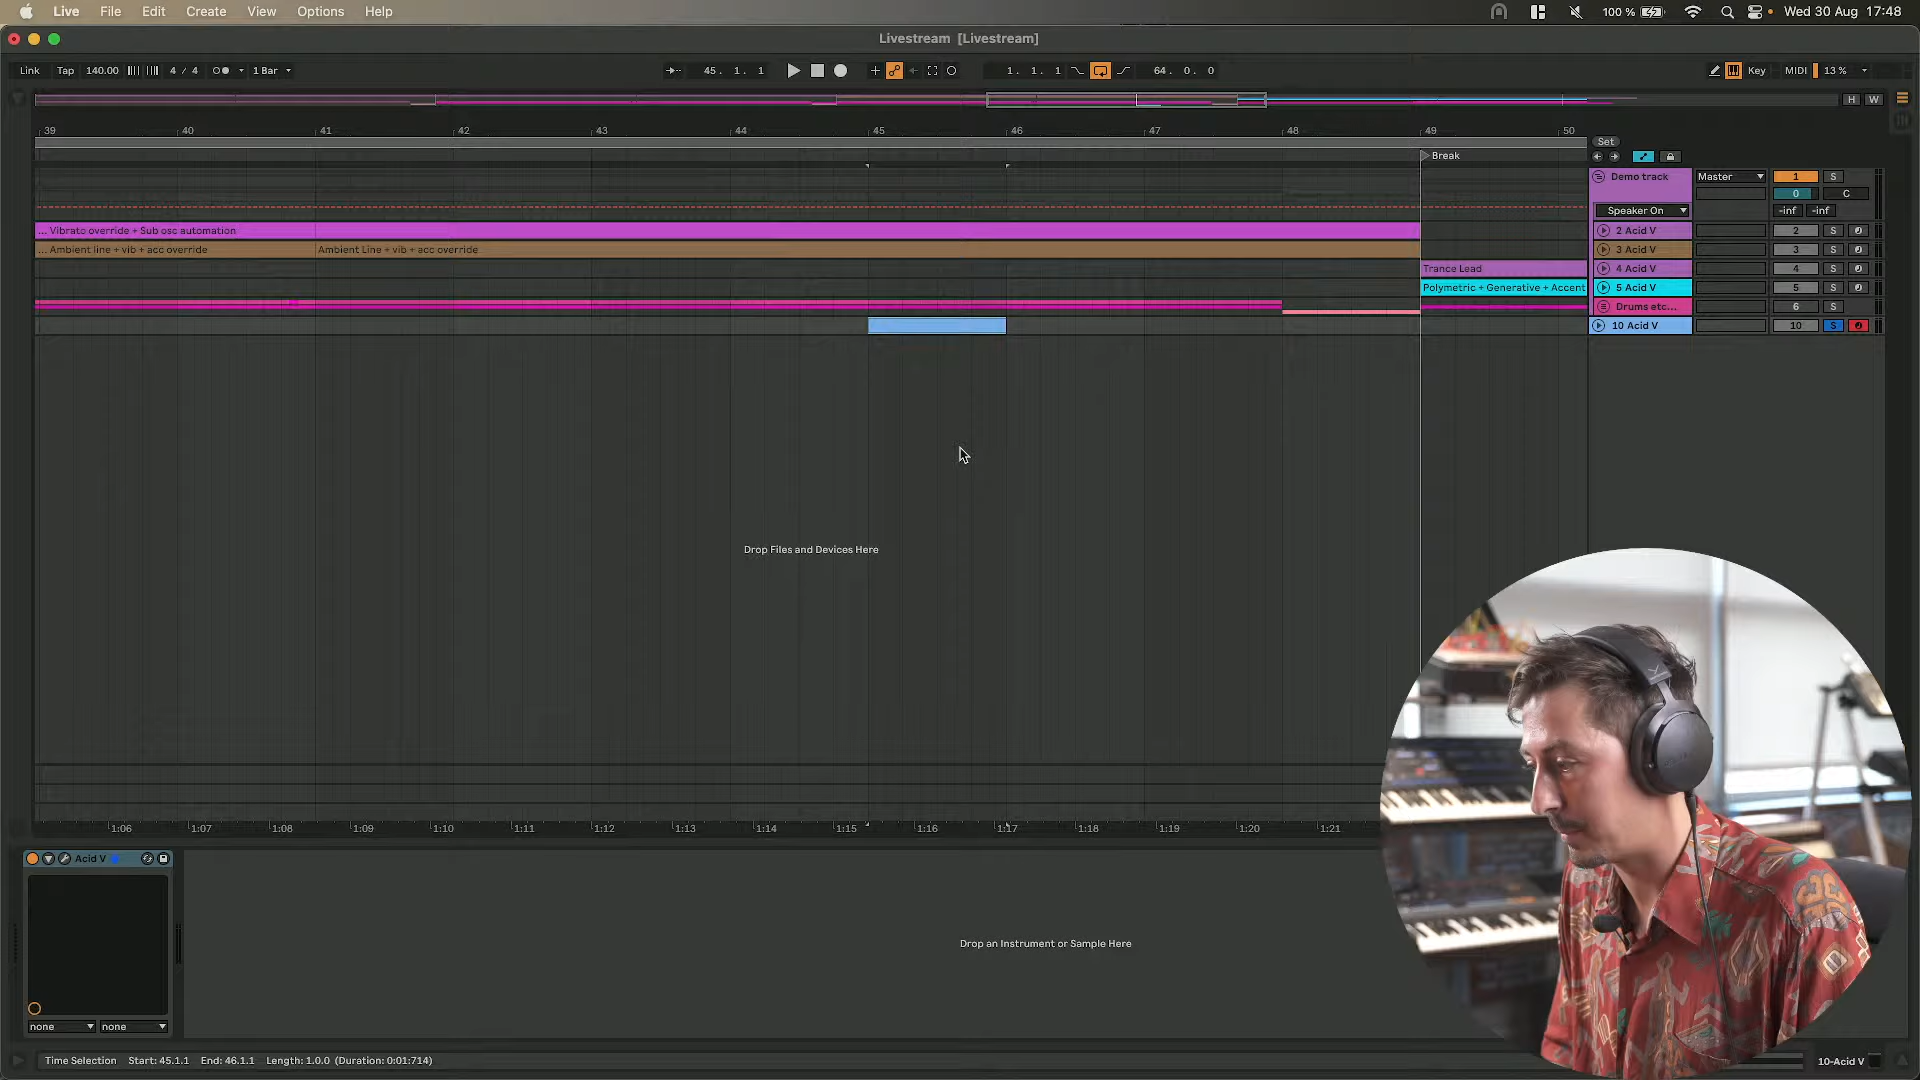 Live File Edit Create View Options Help 100 % Wed 30 Aug 17:48
Livestream [Livestream]
Link Tap 140.00 4 / 4 1 Bar 45. 1. 1 1. 1. 1 64. 0. 0 Key MIDI 13 %
H W
39 40 41 42 43 44 45 46 47 48 49 50
Set
Break
Demo track Master 1 S
0 C
Speaker On -inf -inf
... Vibrato override + Sub osc automation 2 Acid V 2 S
... Ambient line + vib + acc override Ambient Line + vib + acc override 3 Acid V 3 S
Trance Lead 4 Acid V 4 S
Polymetric + Generative + Accent 5 Acid V 5 S
Drums etc... 6 S
10 Acid V 10 S
Drop Files and Devices Here
1:06 1:07 1:08 1:09 1:10 1:11 1:12 1:13 1:14 1:15 1:16 1:17 1:18 1:19 1:20 1:21
Acid V
Drop an Instrument or Sample Here
none none
Time Selection Start: 45.1.1 End: 46.1.1 Length: 1.0.0 (Duration: 0:01:714) 10-Acid V